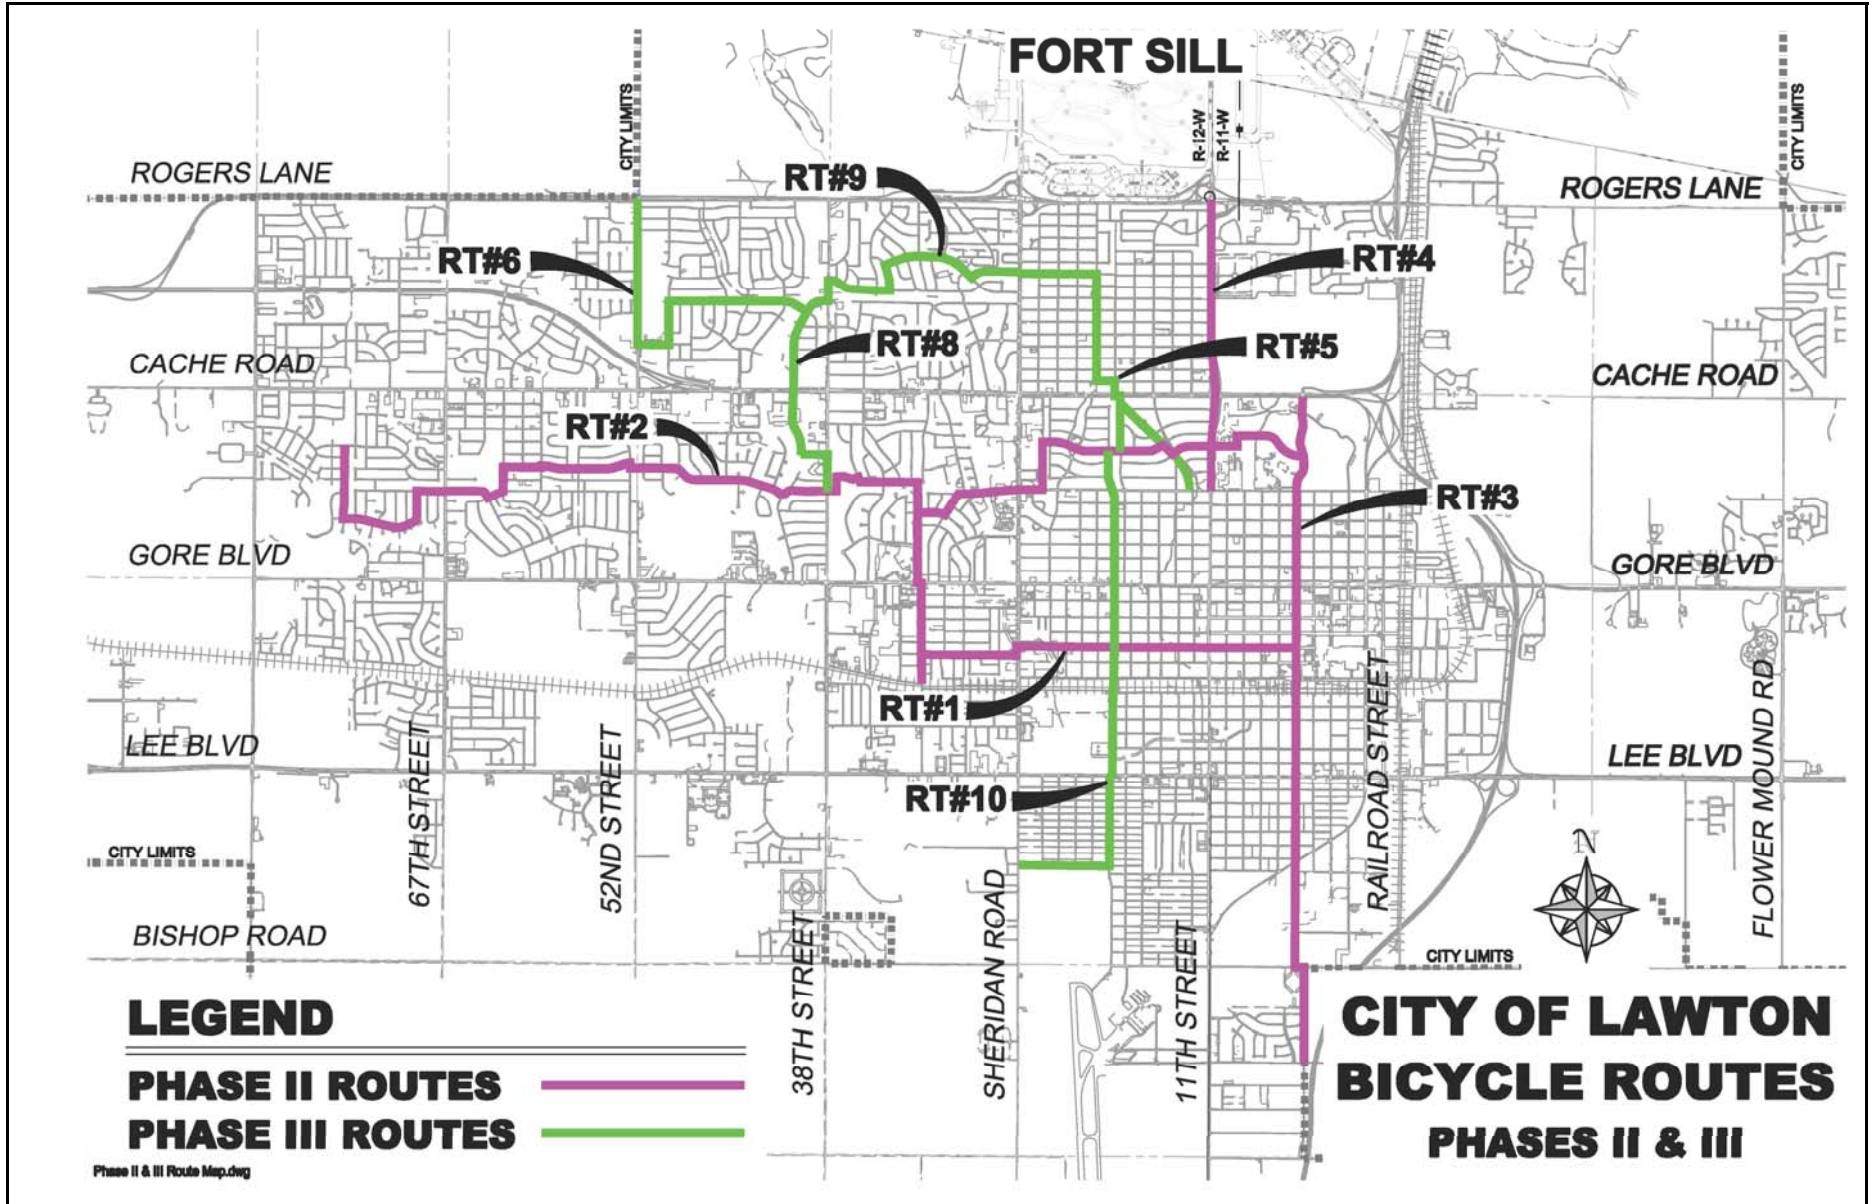 FORT SILL
CITY LIMITS
R-12-W
R-11-W
CITY LIMITS
ROGERS LANE
RT#9
ROGERS LANE
RT#6
RT#4
RT#8
RT#5
CACHE ROAD
CACHE ROAD
RT#2
RT#3
GORE BLVD
GORE BLVD
RT#1
LEE BLVD
LEE BLVD
RT#10
67TH STREET
52ND STREET
38TH STREET
SHERIDAN ROAD
11TH STREET
RAILROAD STREET
FLOWER MOUND RD
CITY LIMITS
N
BISHOP ROAD
CITY LIMITS
LEGEND
PHASE II ROUTES
PHASE III ROUTES
Phase II & III Route Map.dwg
CITY OF LAWTON
BICYCLE ROUTES
PHASES II & III